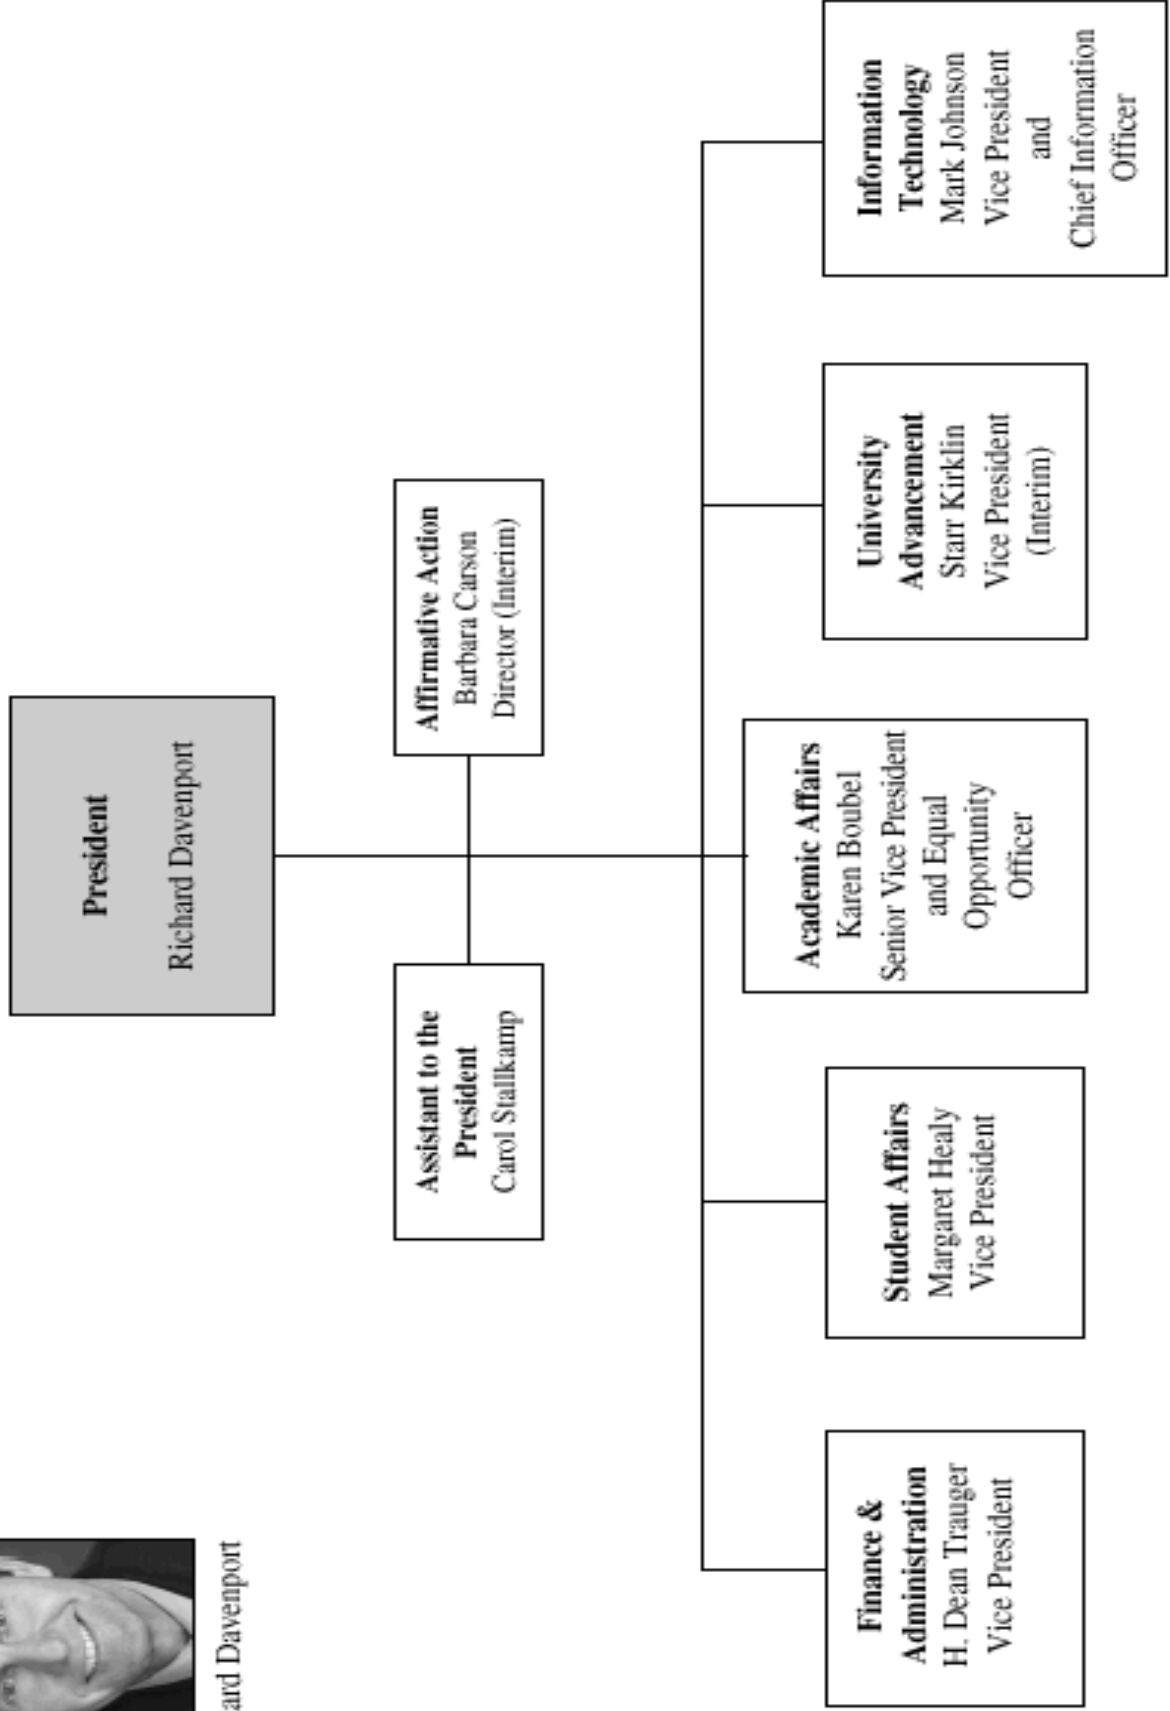 President
Richard Davenport
ard Davenport
Assistant to the
President
Carol Stallkamp
Affirmative Action
Barbara Carson
Director (Interim)
Finance &
Administration
H. Dean Trauger
Vice President
Student Affairs
Margaret Healy
Vice President
Academic Affairs
Karen Boubel
Senior Vice President
and Equal
Opportunity
Officer
University
Advancement
Starr Kirklin
Vice President
(Interim)
Information
Technology
Mark Johnson
Vice President
and
Chief Information
Officer